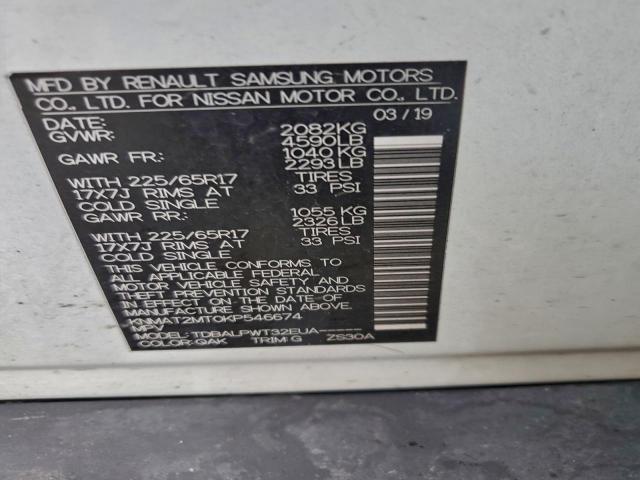 MFD BY RENAULT SAMSUNG MOTORS
CO., LTD. FOR NISSAN MOTOR CO., LTD.
DATE: 03/19
GVWR: 2082KG
4590LB
GAWR FR: 1040KG
2293LB
WITH 225/65R17 TIRES
17X7J RIMS AT 33 PSI
COLD SINGLE
GAWR RR: 1055KG
2326LB
WITH 225/65R17 TIRES
17X7J RIMS AT 33 PSI
COLD SINGLE
THIS VEHICLE CONFORMS TO
ALL APPLICABLE FEDERAL
MOTOR VEHICLE SAFETY AND
THEFT PREVENTION STANDARDS
IN EFFECT ON THE DATE OF
MANUFACTURE SHOWN ABOVE.
KNMAT2MT0KP546674
MPV
MODEL: TDBALPWT32EUA-----
COLOR: QAK TRIM: G ZS30A